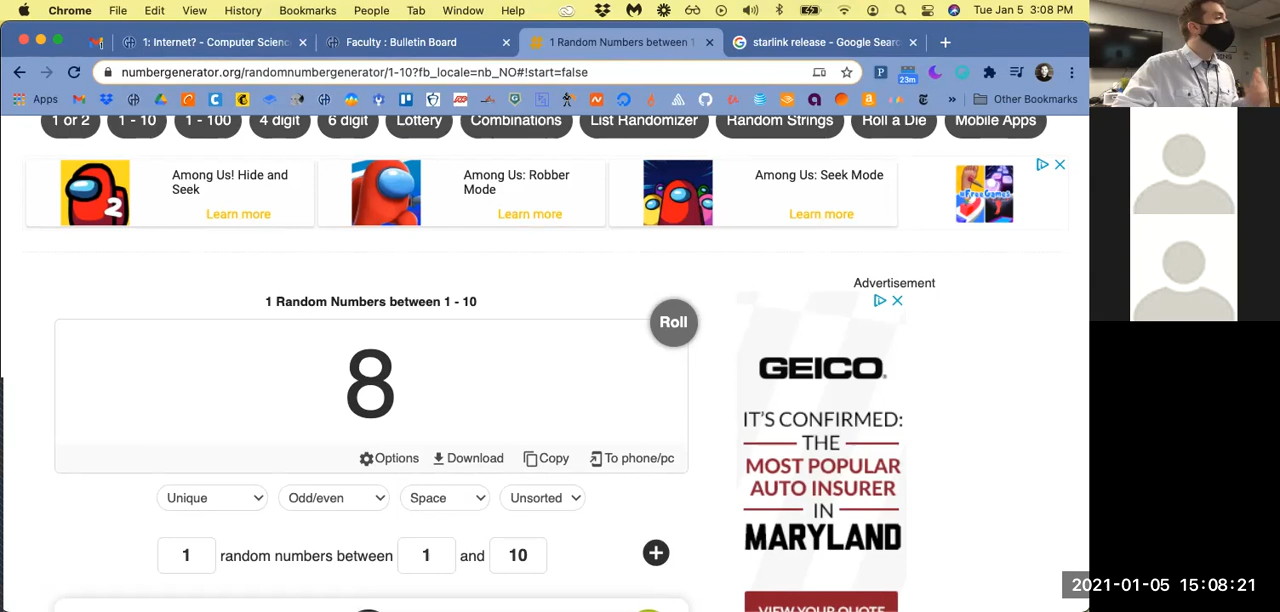 Chrome File Edit View History Bookmarks People Tab Window Help Tue Jan 5 3:08 PM
1: Internet? - Computer Scienc Faculty : Bulletin Board 1 Random Numbers between 1 starlink release - Google Sear
numbergenerator.org/randomnumbergenerator/1-10?fb_locale=nb_NO#!start=false
23m
Apps Other Bookmarks
1 or 2 1 - 10 1 - 100 4 digit 6 digit Lottery Combinations List Randomizer Random Strings Roll a Die Mobile Apps
Among Us! Hide and Seek
Learn more
Among Us: Robber Mode
Learn more
Among Us: Seek Mode
Learn more
#FreeGames
2
Advertisement
1 Random Numbers between 1 - 10
Roll
8
Options Download Copy To phone/pc
Unique Odd/even Space Unsorted
1 random numbers between 1 and 10
GEICO.
IT'S CONFIRMED:
THE
MOST POPULAR
AUTO INSURER
IN
MARYLAND
VIEW YOUR QUOTE
2021-01-05 15:08:21